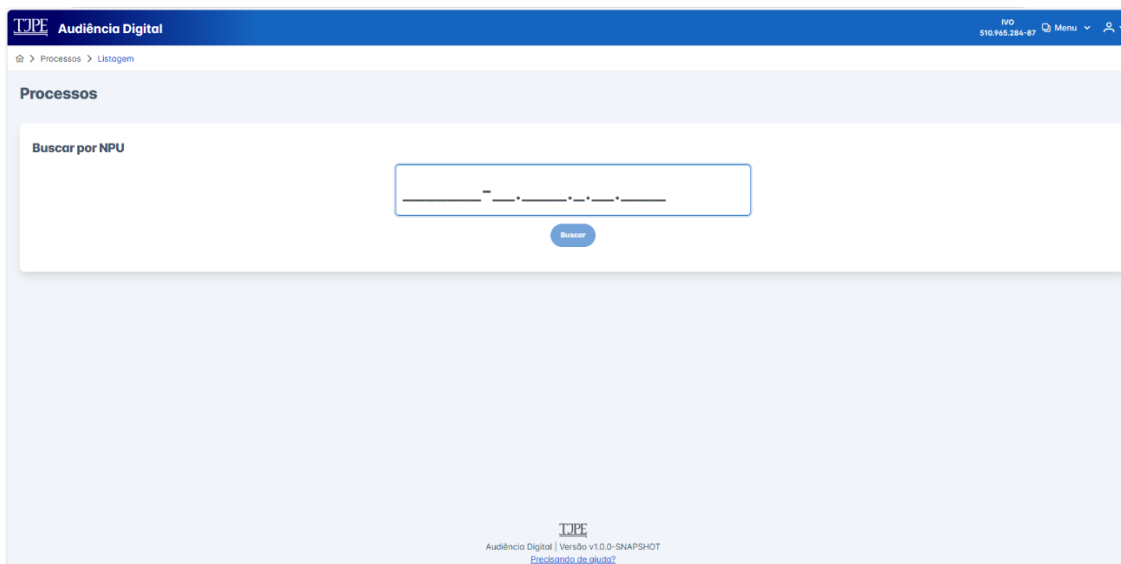 TJPE Audiência Digital
IVO
510.965.284-87
Menu
Processos > Listagem
Processos
Buscar por NPU
_______-__.____._.__.____
Buscar
TJPE
Audiência Digital | Versão v1.0.0-SNAPSHOT
Precisando de ajuda?